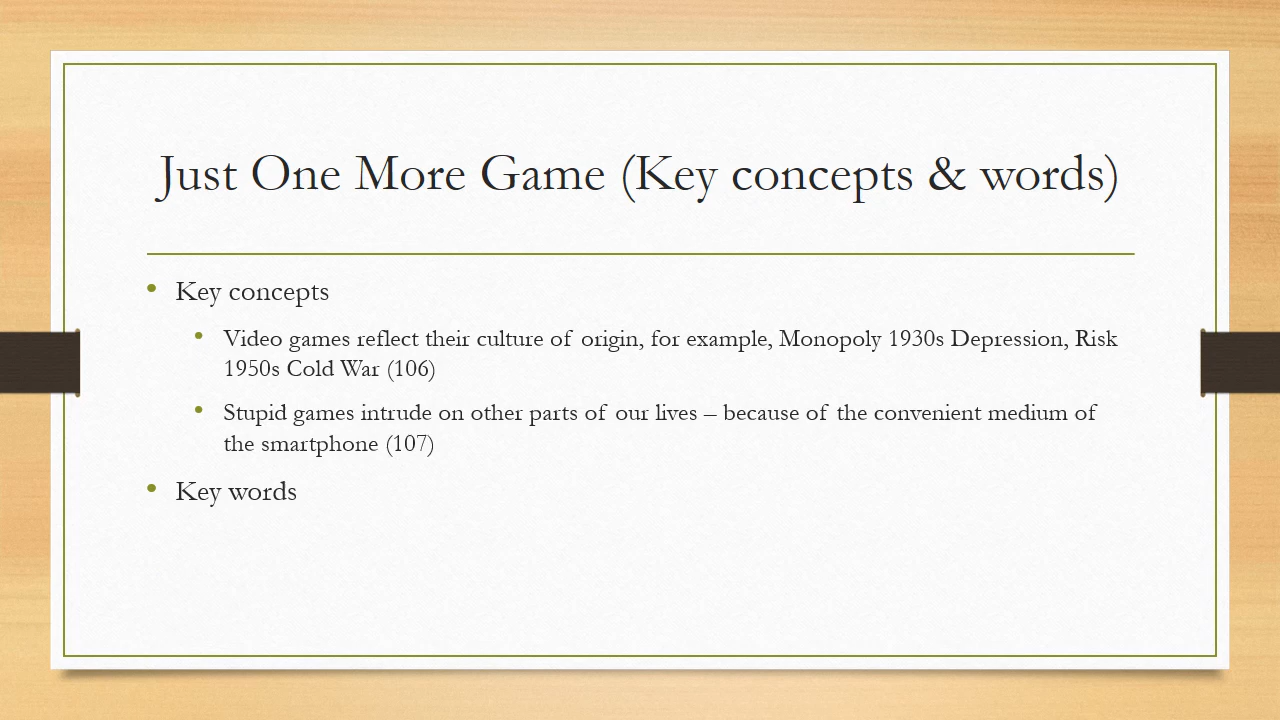 Just One More Game (Key concepts & words)
• Key concepts
• Video games reflect their culture of origin, for example, Monopoly 1930s Depression, Risk
1950s Cold War (106)
• Stupid games intrude on other parts of our lives – because of the convenient medium of
the smartphone (107)
• Key words